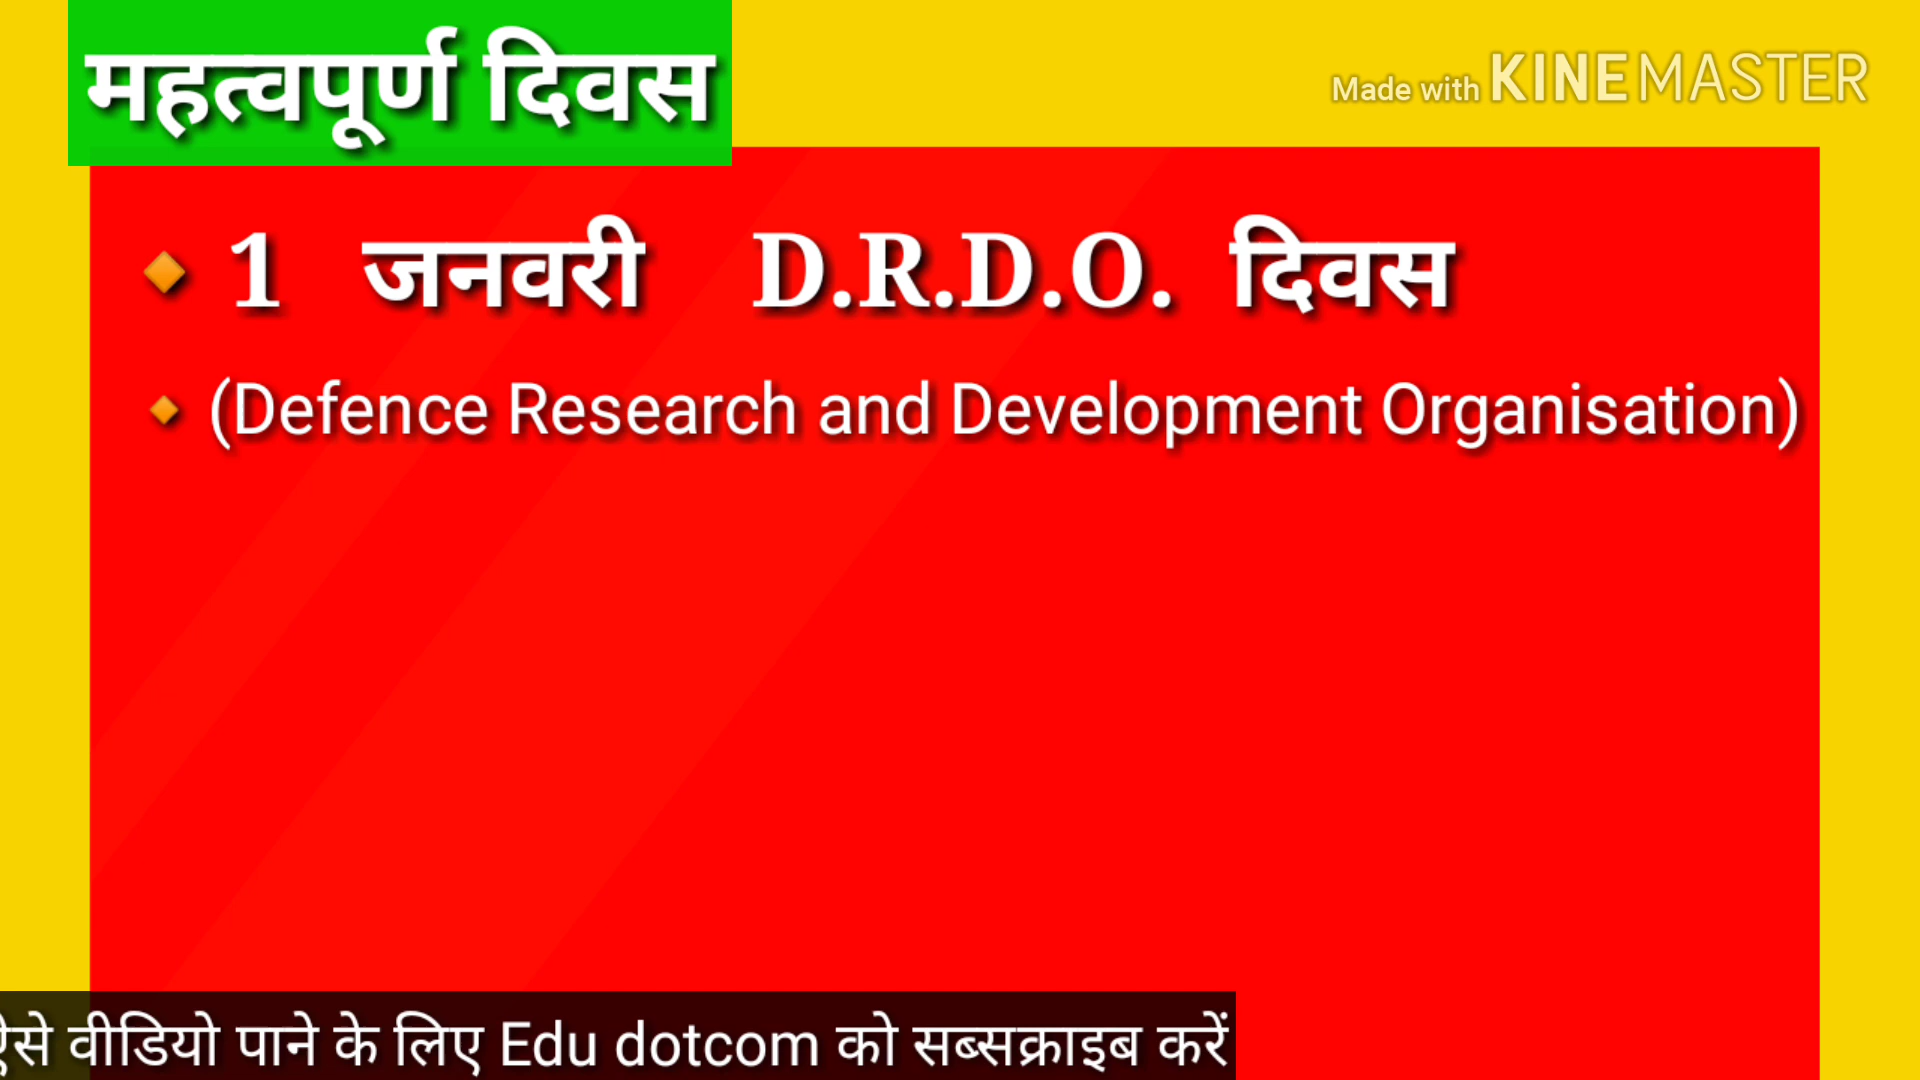 महत्वपूर्ण दिवस
Made with KINEMASTER
🔸 1 जनवरी D.R.D.O. दिवस
🔸 (Defence Research and Development Organisation)
ऐसे वीडियो पाने के लिए Edu dotcom को सब्सक्राइब करें